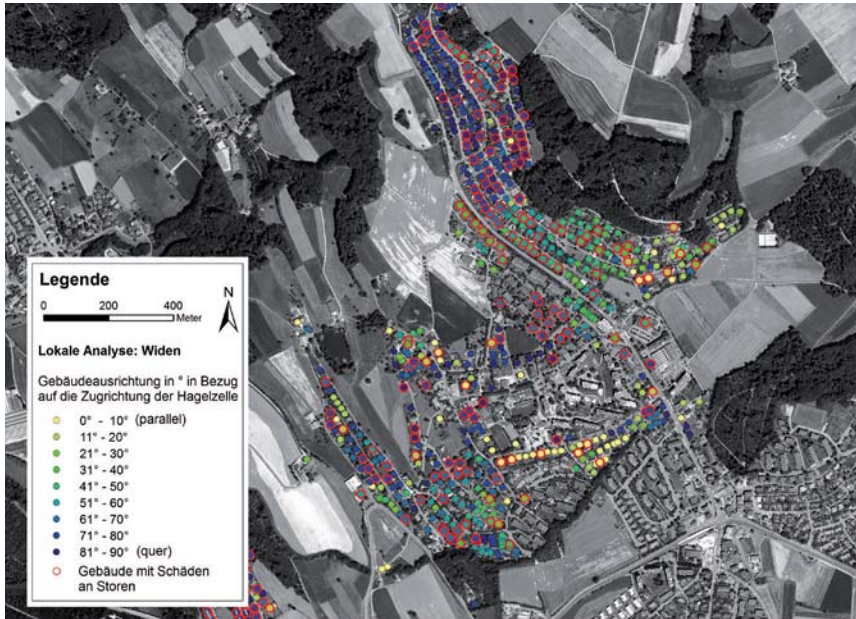 Legende
N
0 200 400
Meter
Lokale Analyse: Widen
Gebäudeausrichtung in ° in Bezug
auf die Zugrichtung der Hagelzelle
0° - 10° (parallel)
11° - 20°
21° - 30°
31° - 40°
41° - 50°
51° - 60°
61° - 70°
71° - 80°
81° - 90° (quer)
Gebäude mit Schäden
an Storen